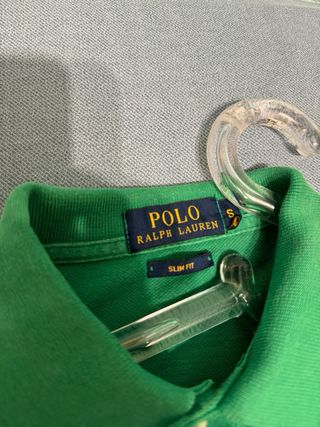 POLO
RALPH LAUREN
S
SLIM FIT